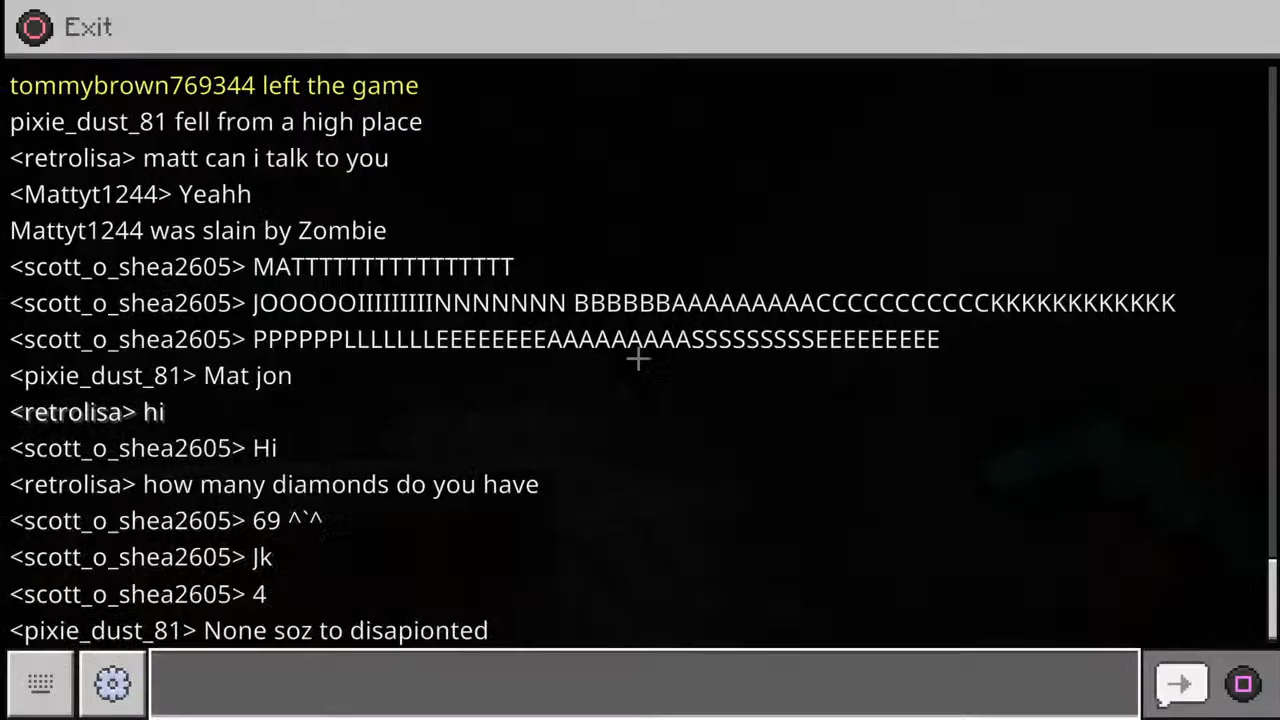 Exit
tommybrown769344 left the game
pixie_dust_81 fell from a high place
<retrolisa> matt can i talk to you
<Mattyt1244> Yeahh
Mattyt1244 was slain by Zombie
<scott_o_shea2605> MATTTTTTTTTTTTTTTT
<scott_o_shea2605> JOOOOOIIIIIIIIINNNNNNN BBBBBBAAAAAAAAACCCCCCCCCCCKKKKKKKKKKKK
<scott_o_shea2605> PPPPPPLLLLLLLEEEEEEEEAAAAAAAAASSSSSSSSSEEEEEEEEE
<pixie_dust_81> Mat jon
<retrolisa> hi
<scott_o_shea2605> Hi
<retrolisa> how many diamonds do you have
<scott_o_shea2605> 69 ^`^
<scott_o_shea2605> Jk
<scott_o_shea2605> 4
<pixie_dust_81> None soz to disapionted